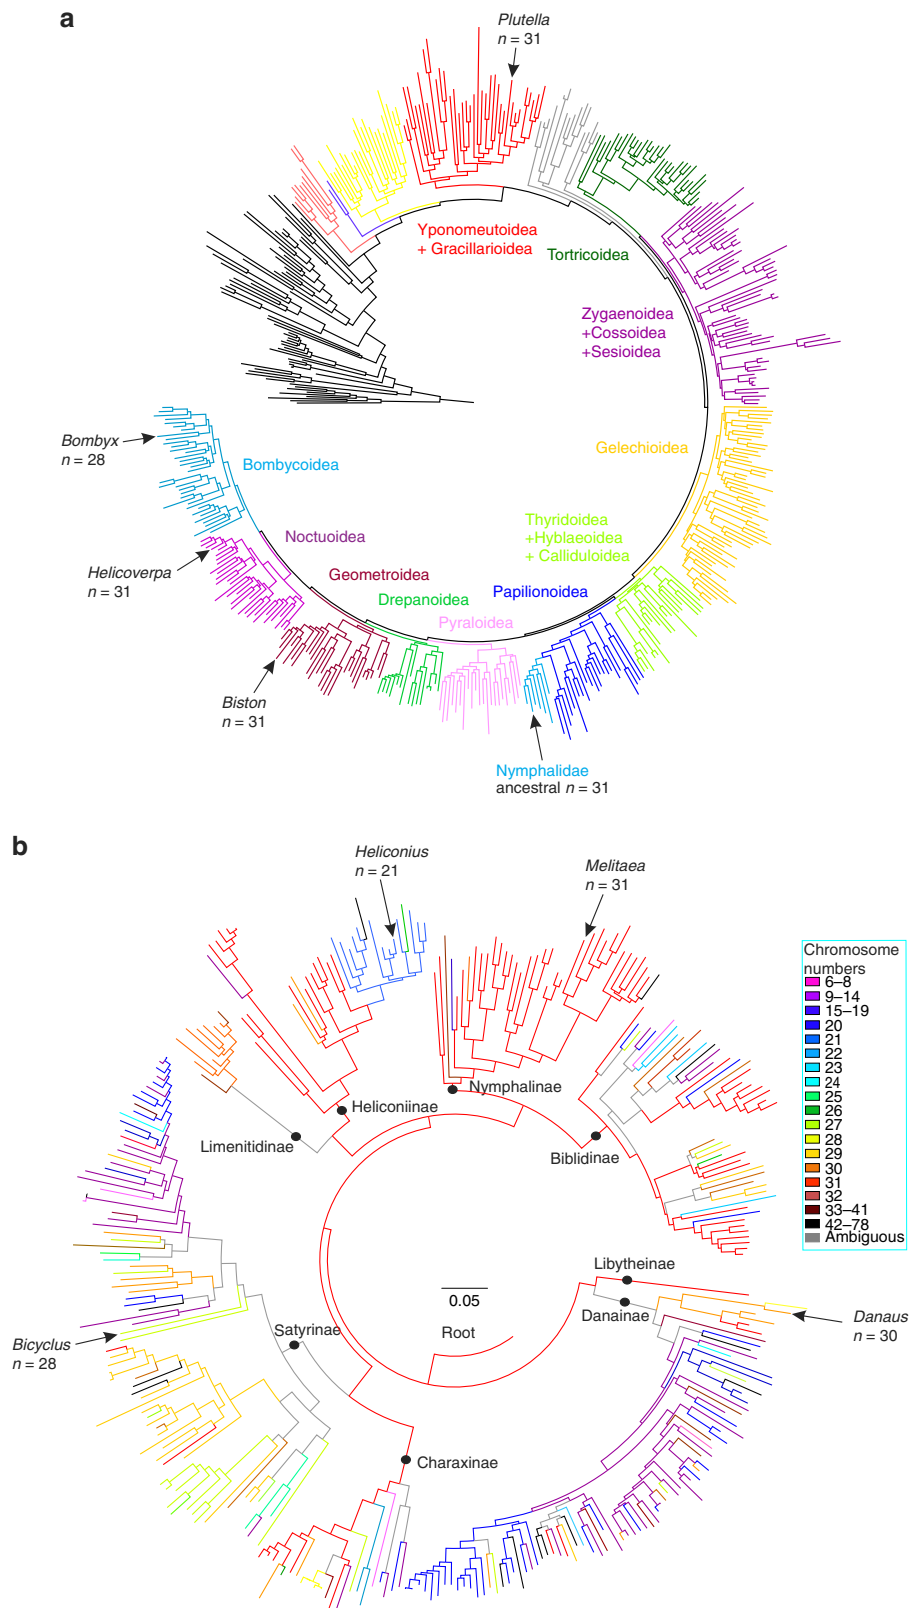 a
Plutella
n = 31
Yponomeutoidea
+ Gracillarioidea
Tortricoidea
Zygaenoidea
+Cossoidea
+Sesioidea
Bombyx
n = 28
Bombycoidea
Gelechioidea
Thyridoidea
+Hyblaeoidea
+ Calliduloidea
Noctuoidea
Helicoverpa
n = 31
Geometroidea
Drepanoidea
Papilionoidea
Pyraloidea
Biston
n = 31
Nymphalidae
ancestral n = 31
b
Heliconius
n = 21
Melitaea
n = 31
Chromosome
numbers
6–8
9–14
15–19
20
21
22
23
24
25
26
27
28
29
30
31
32
33–41
42–78
Ambiguous
Nymphalinae
Heliconiinae
Limenitidinae
Biblidinae
Libytheinae
0.05
Danainae
Root
Satyrinae
Danaus
n = 30
Bicyclus
n = 28
Charaxinae